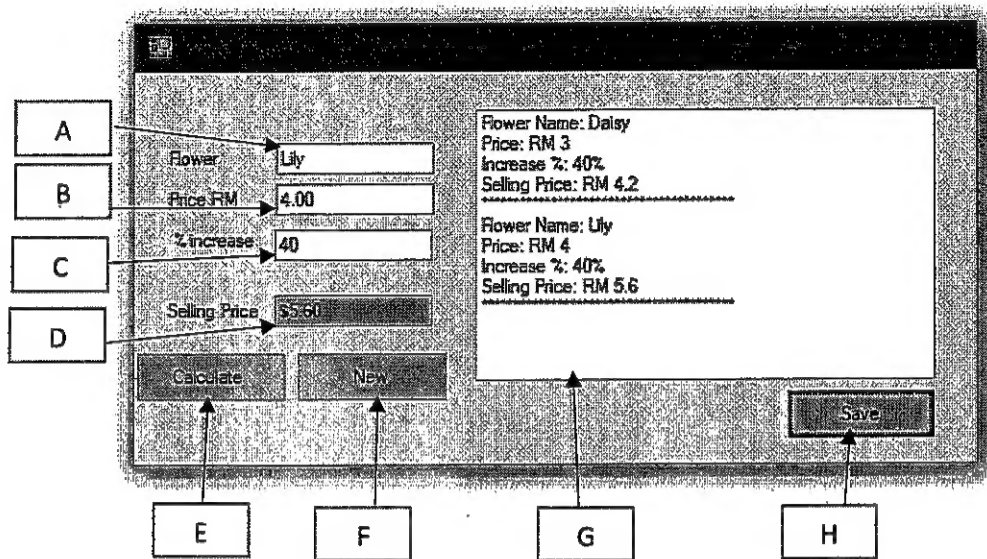 A
B
C
D
Flower
Lily
Price RM
4.00
% increase
40
Selling Price
$5.60
Calculate
New
Flower Name: Daisy
Price: RM 3
Increase %: 40%
Selling Price: RM 4.2
Flower Name: Lily
Price: RM 4
Increase %: 40%
Selling Price: RM 5.6
Save
E
F
G
H